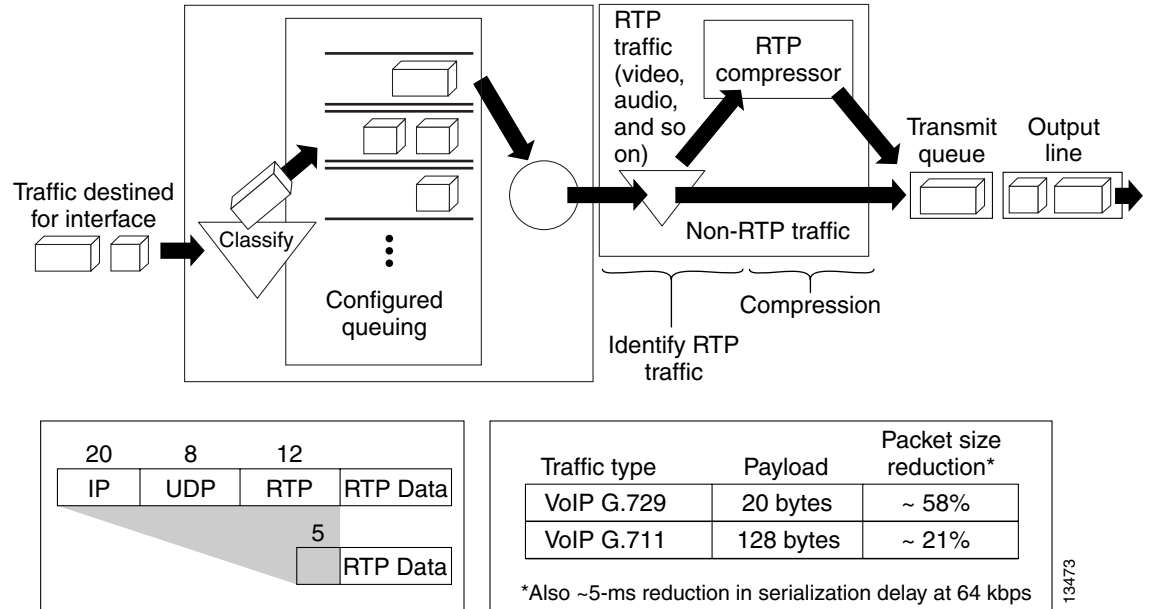 RTP
traffic
(video,
audio,
and so
on)
RTP
compressor
Transmit
queue
Output
line
Traffic destined
for interface
Classify
Non-RTP traffic
Configured
queuing
Compression
Identify RTP
traffic
20 8 12
IP UDP RTP RTP Data
5
RTP Data
Traffic type Payload Packet size
reduction*
VoIP G.729 20 bytes ~ 58%
VoIP G.711 128 bytes ~ 21%
*Also ~5-ms reduction in serialization delay at 64 kbps
13473